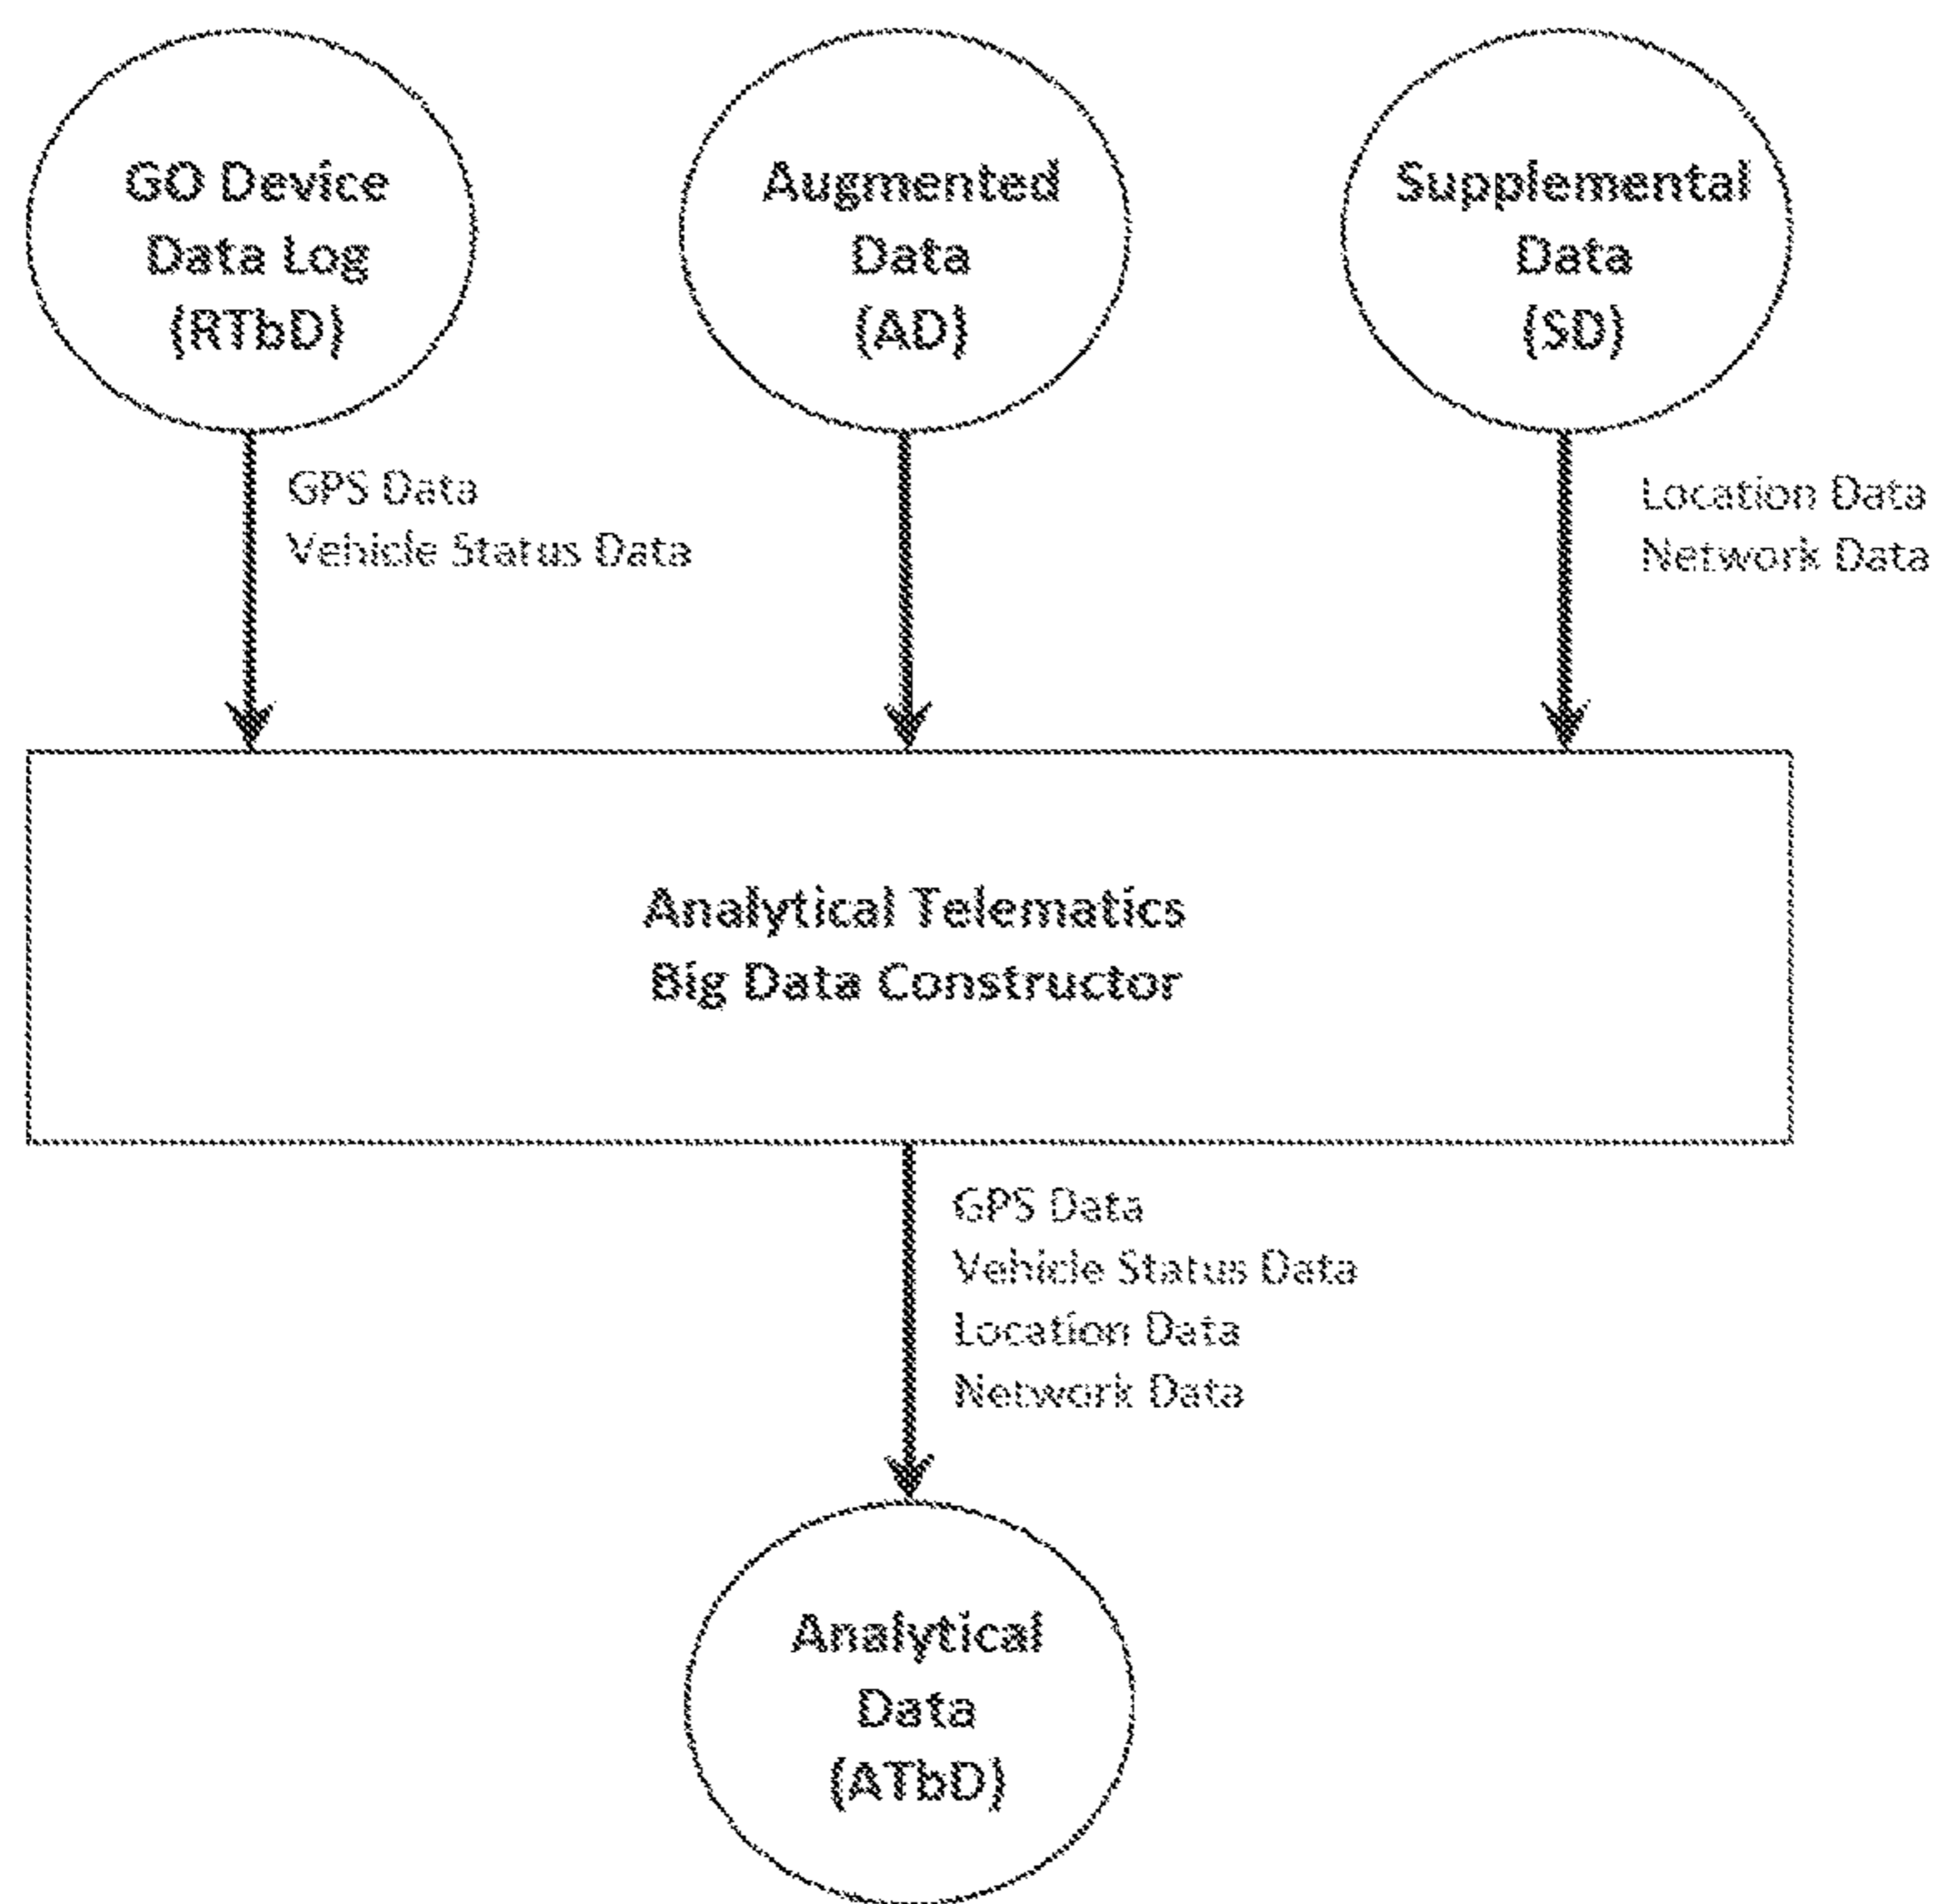 GO Device
Data Log
(RTbD)
Augmented
Data
(AD)
Supplemental
Data
(SD)
GPS Data
Vehicle Status Data
Location Data
Network Data
Analytical Telematics
Big Data Constructor
GPS Data
Vehicle Status Data
Location Data
Network Data
Analytical
Data
(ATbD)